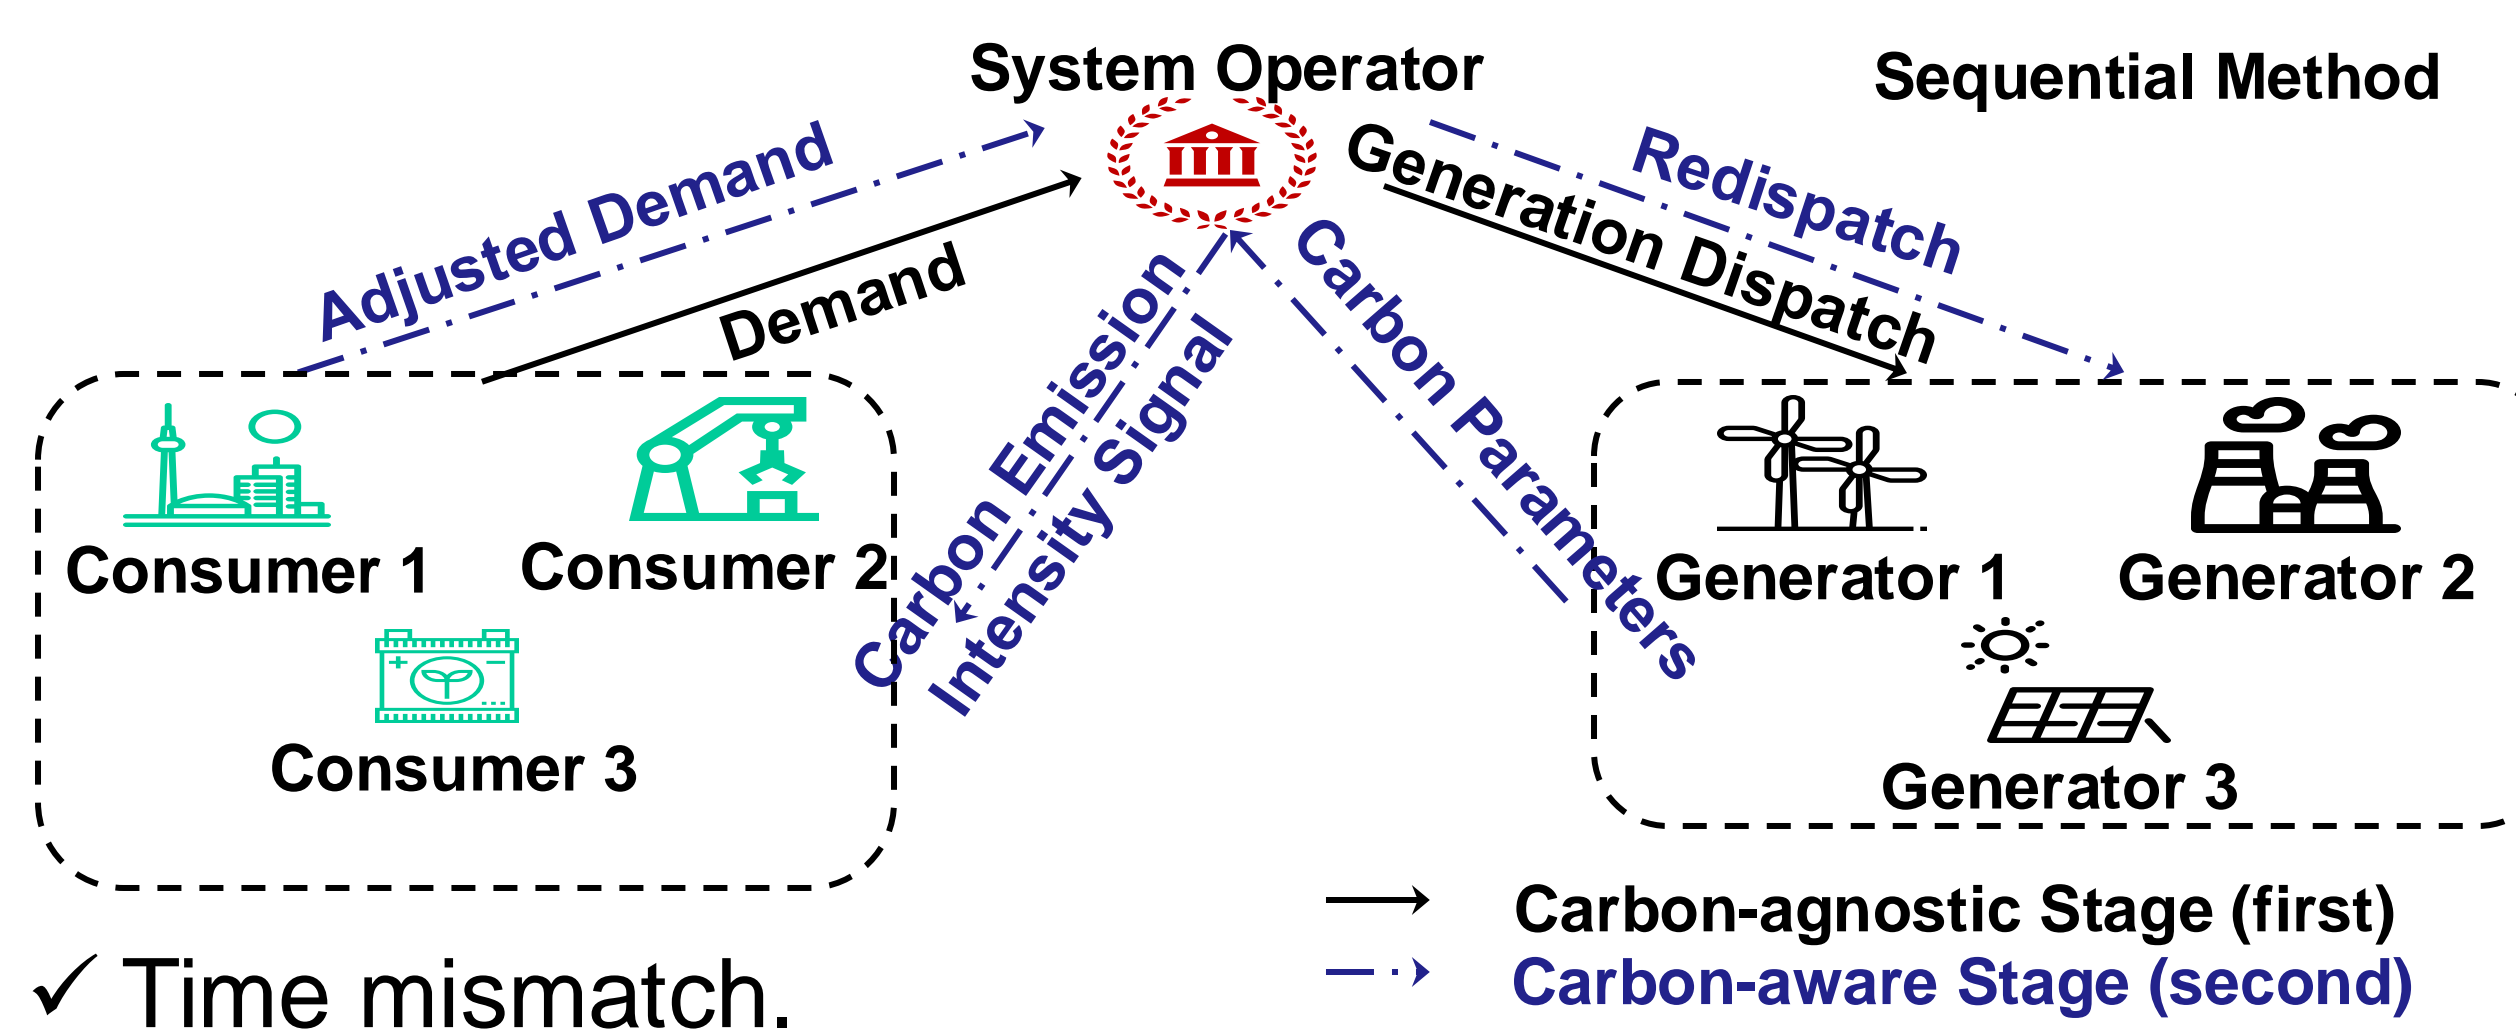 System Operator
Sequential Method
Adjusted Demand
Demand
Redispatch
Generation Dispatch
Carbon Emission
Intensity Signal
Carbon Parameters
Consumer 1
Consumer 2
Consumer 3
Generator 1
Generator 2
Generator 3
Carbon-agnostic Stage (first)
Carbon-aware Stage (second)
✓ Time mismatch.